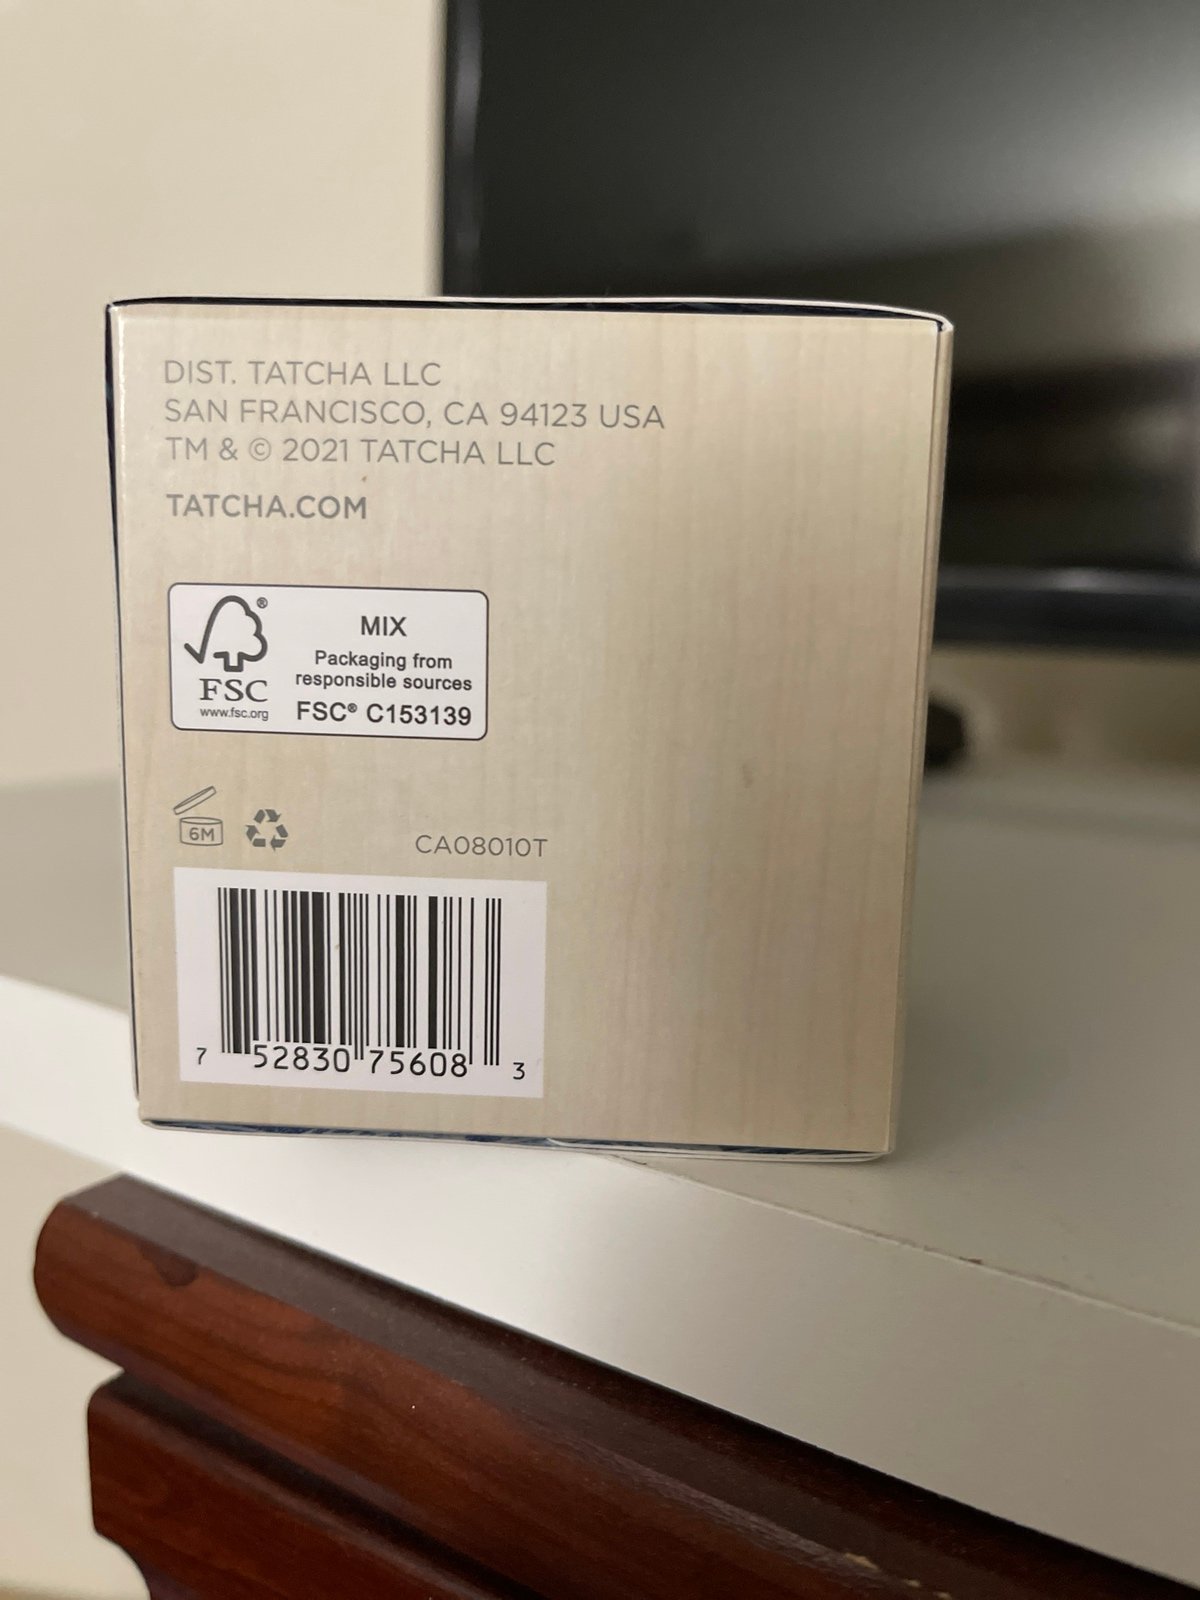 DIST. TATCHA LLC
SAN FRANCISCO, CA 94123 USA
TM & © 2021 TATCHA LLC
TATCHA.COM
®
FSC
www.fsc.org
MIX
Packaging from
responsible sources
FSC® C153139
6M
CA08010T
7 52830 75608 3